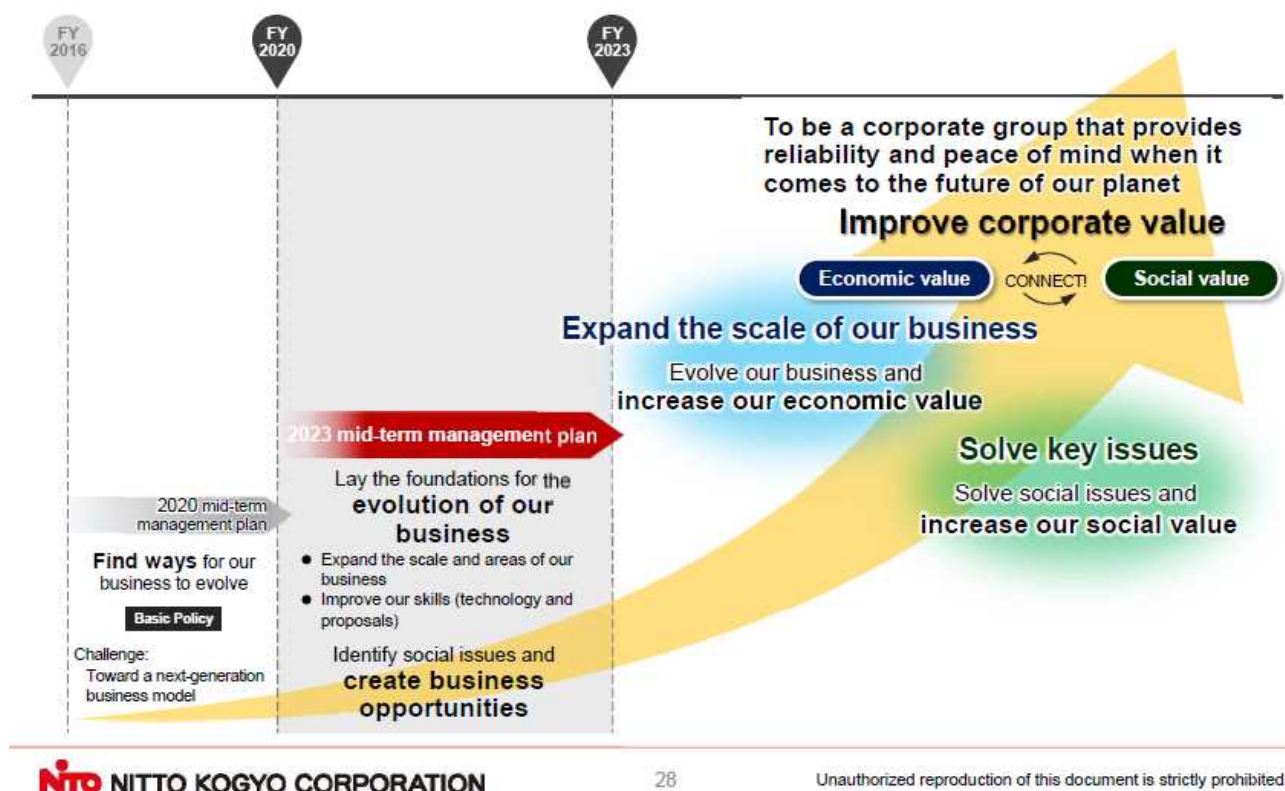 FY
2016
FY
2020
FY
2023
To be a corporate group that provides
reliability and peace of mind when it
comes to the future of our planet
Improve corporate value
Economic value
CONNECT!
Social value
Expand the scale of our business
Evolve our business and
increase our economic value
Solve key issues
Solve social issues and
increase our social value
2023 mid-term management plan
Lay the foundations for the
evolution of our
business
● Expand the scale and areas of our
business
● Improve our skills (technology and
proposals)
Identify social issues and
create business
opportunities
2020 mid-term
management plan
Find ways for our
business to evolve
Basic Policy
Challenge:
Toward a next-generation
business model
NITO NITTO KOGYO CORPORATION
28
Unauthorized reproduction of this document is strictly prohibited